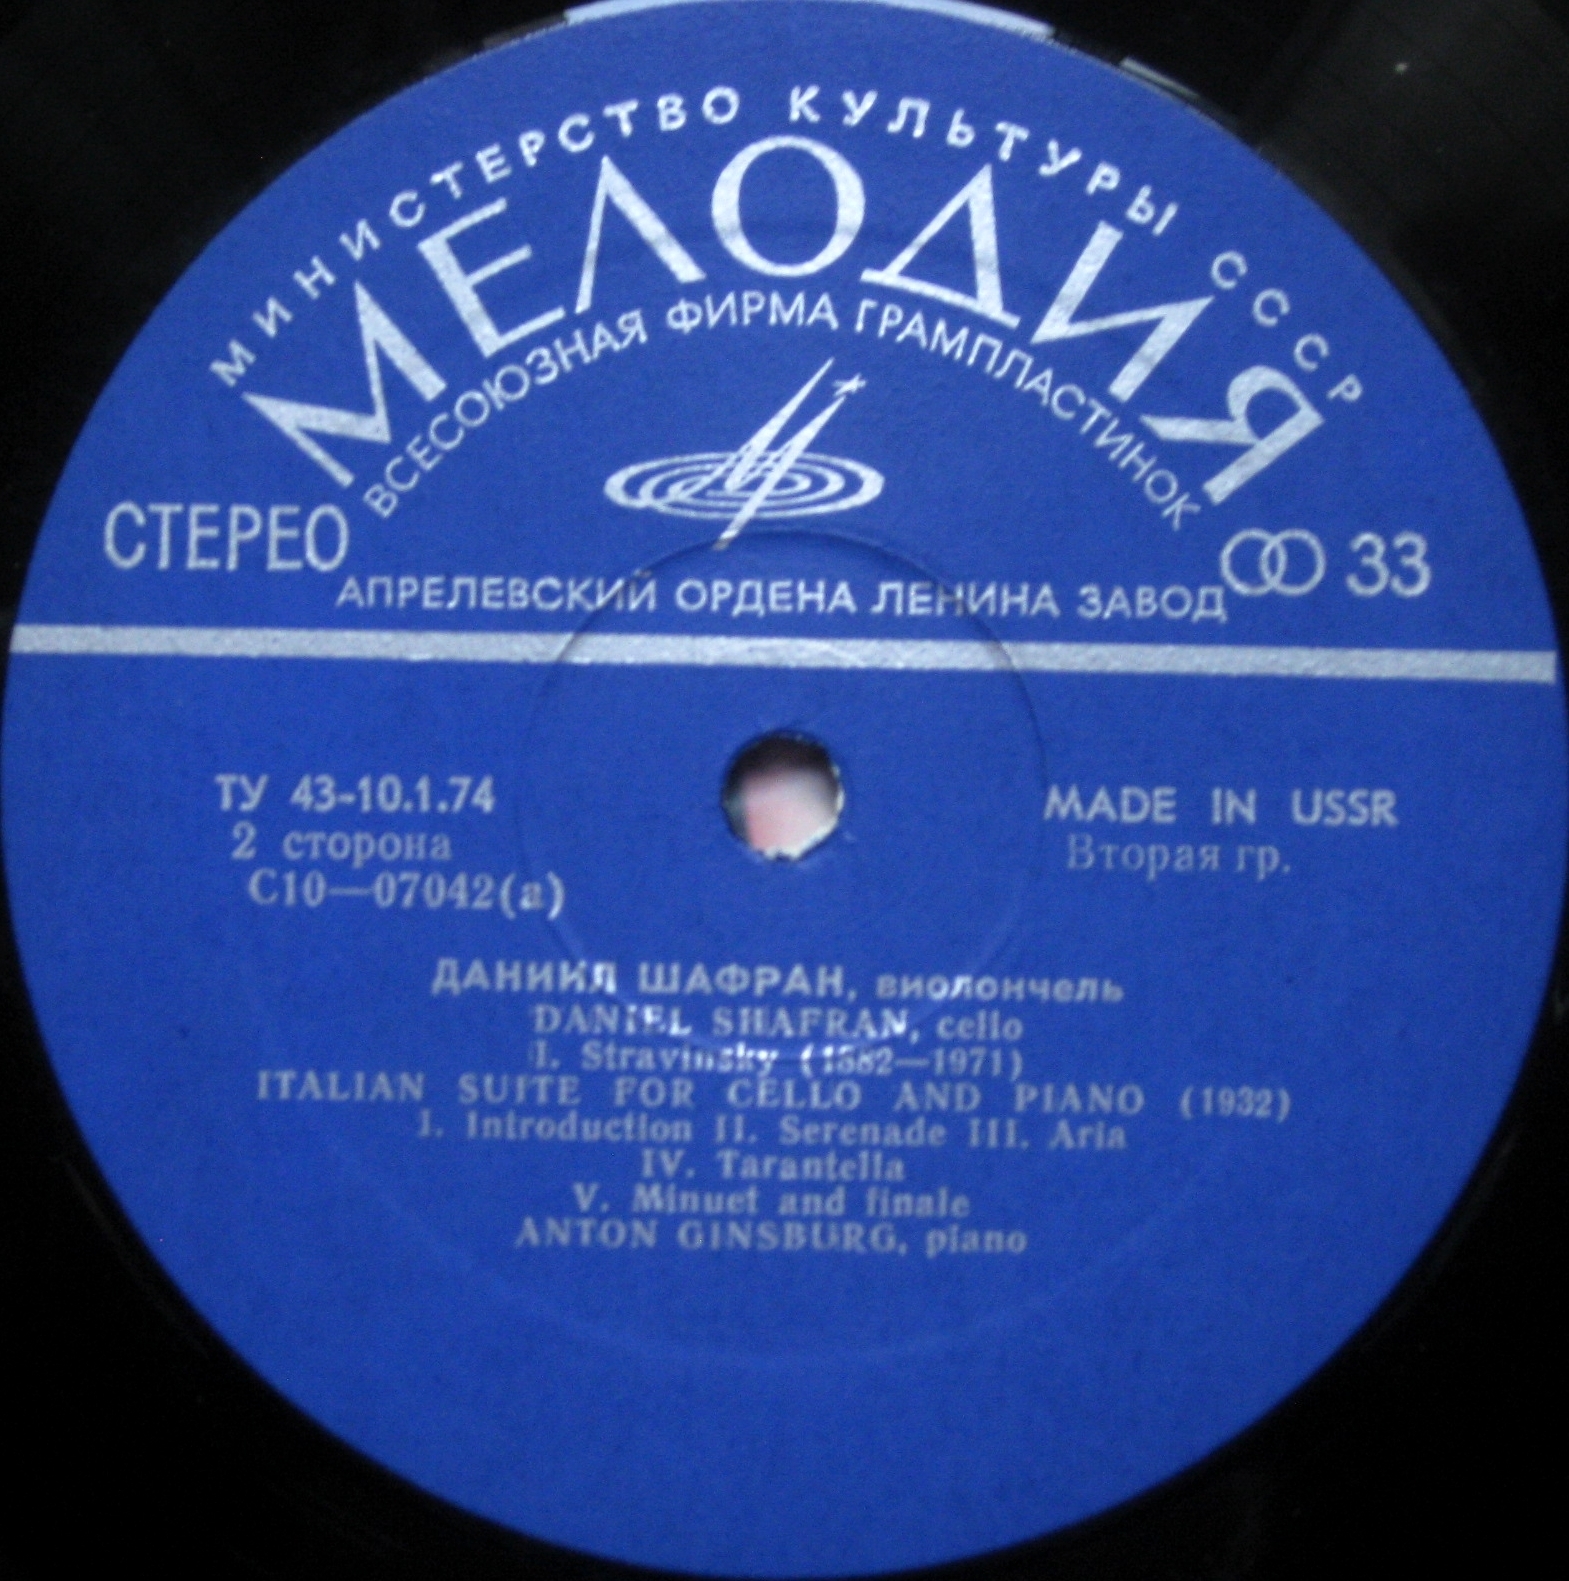 МИНИСТЕРСТВО КУЛЬТУРЫ СССР
МЕЛОДИЯ
ВСЕСОЮЗНАЯ ФИРМА ГРАМПЛАСТИНОК
СТЕРЕО
33
АПРЕЛЕВСКИЙ ОРДЕНА ЛЕНИНА ЗАВОД
ТУ 43-10.1.74
MADE IN USSR
2 сторона
Вторая гр.
С10—07042(а)
ДАНИИЛ ШАФРАН, виолончель
DANIEL SHAFRAN, cello
I. Stravinsky (1882—1971)
ITALIAN SUITE FOR CELLO AND PIANO (1932)
I. Introduction II. Serenade III. Aria
IV. Tarantella
V. Minuet and finale
ANTON GINSBURG, piano